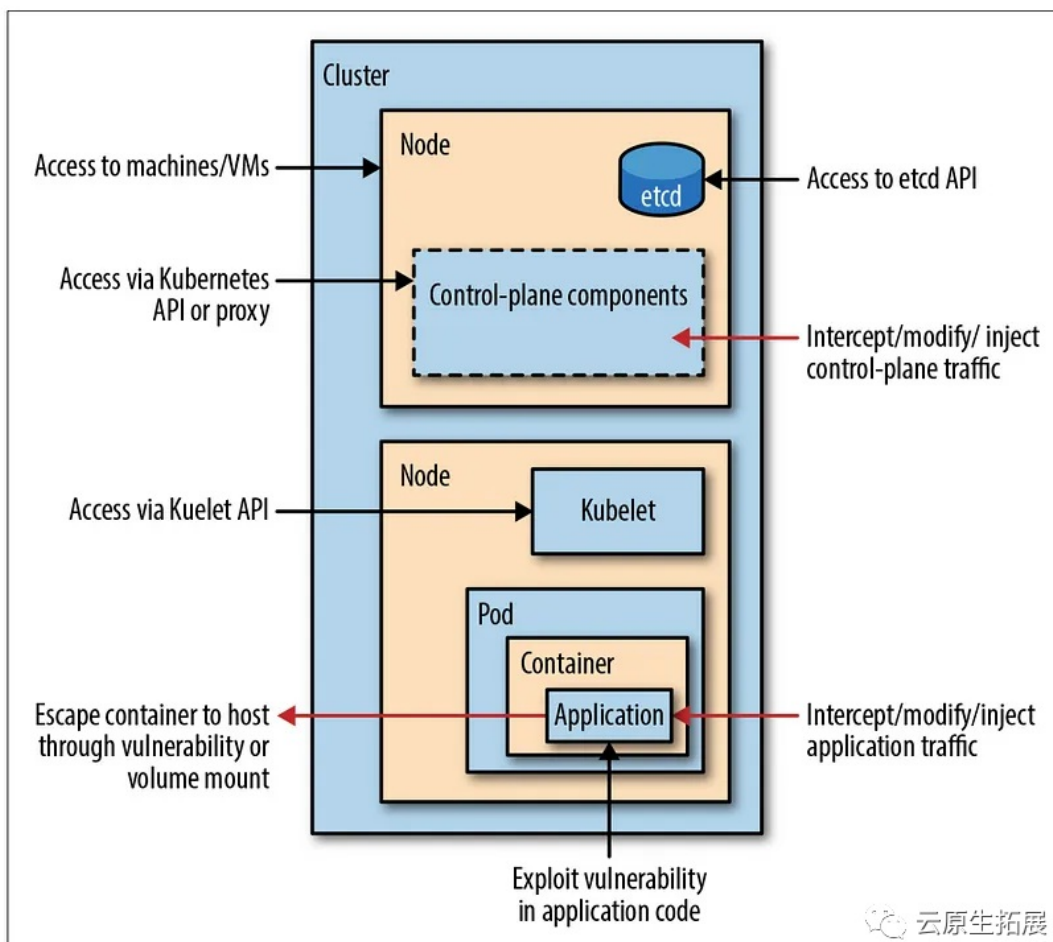 Cluster
Node
Access to machines/VMs
etcd
Access to etcd API
Access via Kubernetes
API or proxy
Control-plane components
Intercept/modify/ inject
control-plane traffic
Node
Access via Kuelet API
Kubelet
Pod
Container
Application
Escape container to host
through vulnerability or
volume mount
Intercept/modify/inject
application traffic
Exploit vulnerability
in application code
云原生拓展